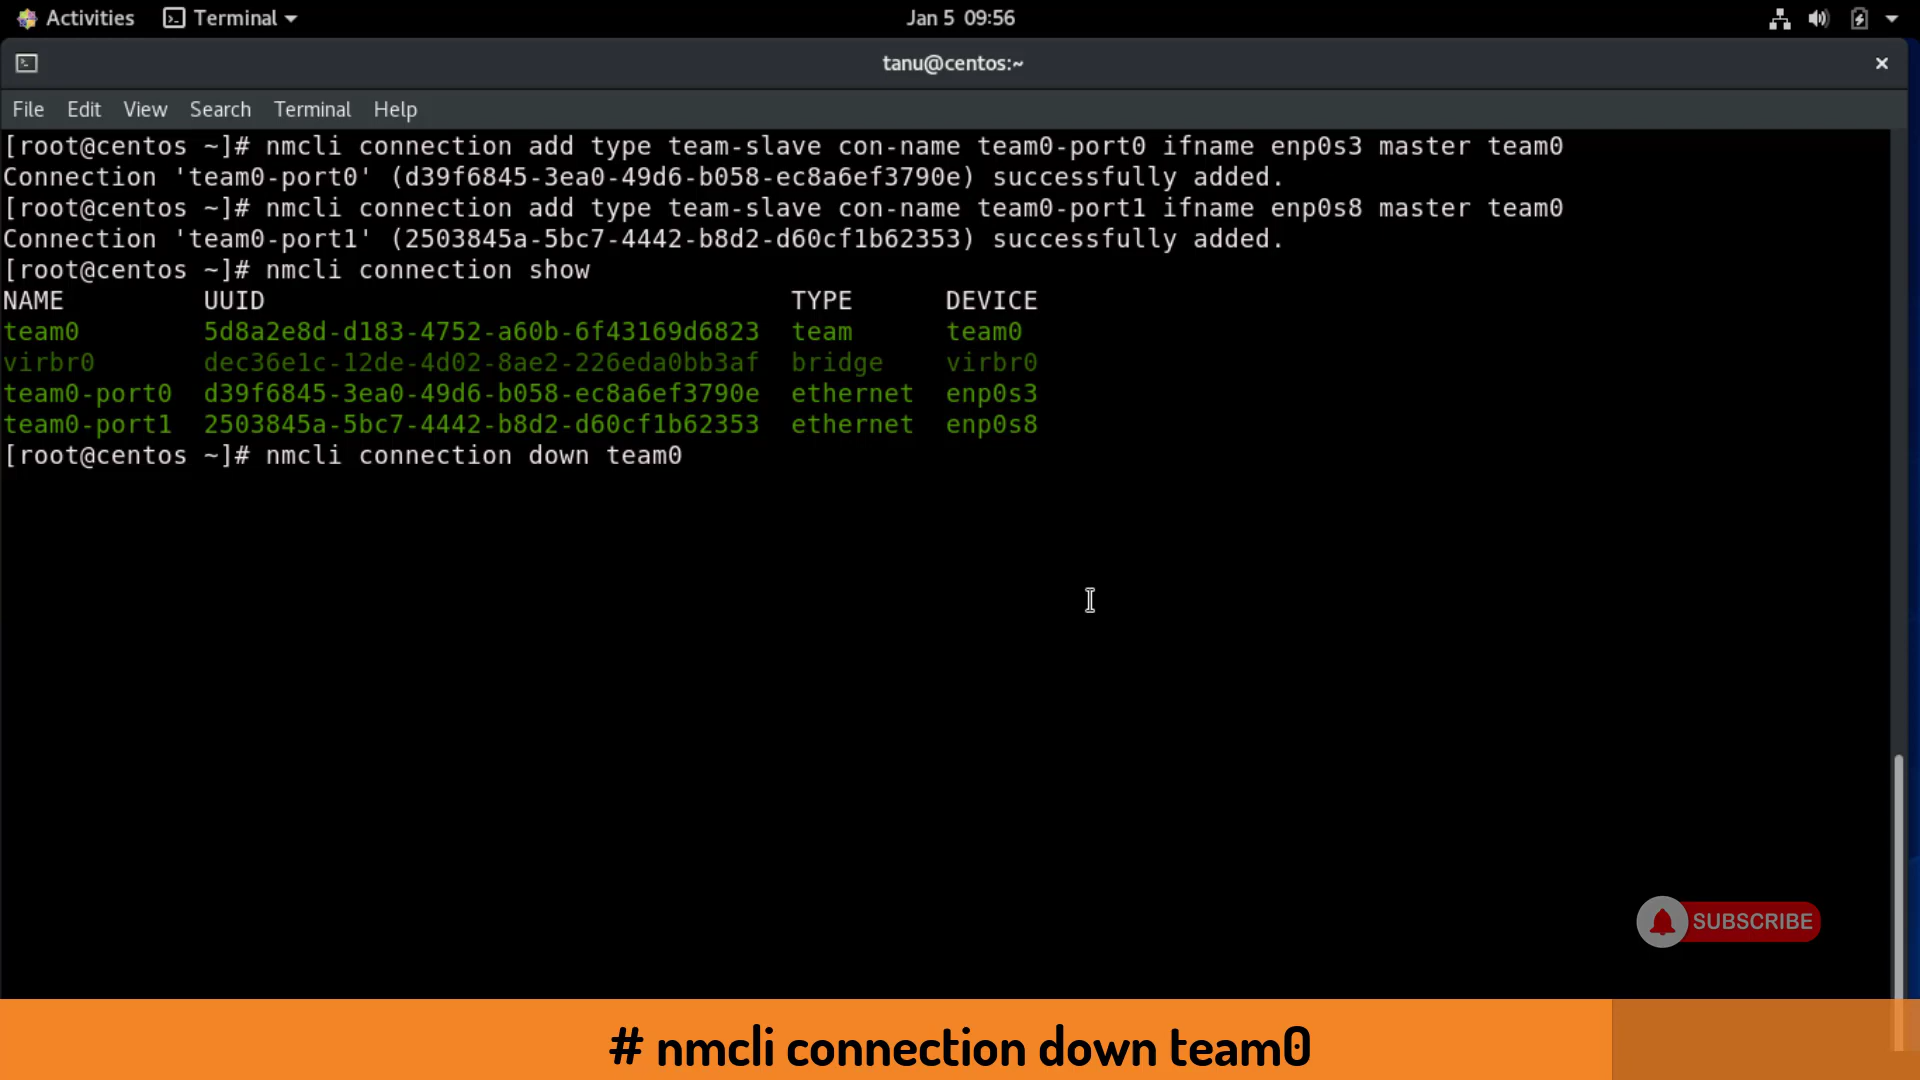 Activities Terminal Jan 5 09:56
tanu@centos:~
File Edit View Search Terminal Help
[root@centos ~]# nmcli connection add type team-slave con-name team0-port0 ifname enp0s3 master team0
Connection 'team0-port0' (d39f6845-3ea0-49d6-b058-ec8a6ef3790e) successfully added.
[root@centos ~]# nmcli connection add type team-slave con-name team0-port1 ifname enp0s8 master team0
Connection 'team0-port1' (2503845a-5bc7-4442-b8d2-d60cf1b62353) successfully added.
[root@centos ~]# nmcli connection show
NAME UUID TYPE DEVICE
team0 5d8a2e8d-d183-4752-a60b-6f43169d6823 team team0
virbr0 dec36e1c-12de-4d02-8ae2-226eda0bb3af bridge virbr0
team0-port0 d39f6845-3ea0-49d6-b058-ec8a6ef3790e ethernet enp0s3
team0-port1 2503845a-5bc7-4442-b8d2-d60cf1b62353 ethernet enp0s8
[root@centos ~]# nmcli connection down team0
SUBSCRIBE
# nmcli connection down team0